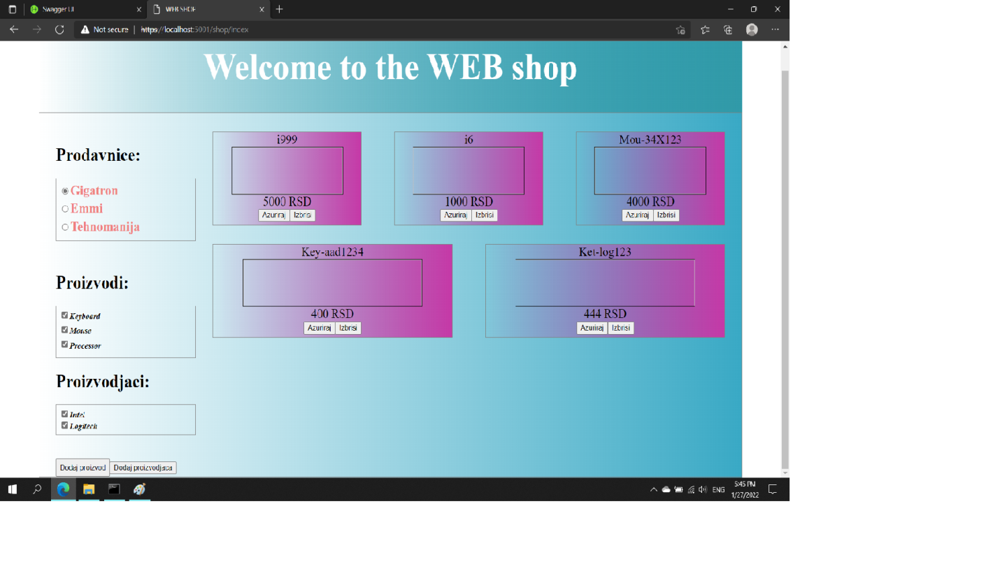 Swagger UI
WEB SHOP
Not secure
https://localhost:5001/shop/index
Welcome to the WEB shop
Prodavnice:
Gigatron
Emmi
Tehnomanija
Proizvodi:
Keyboard
Mouse
Processor
Proizvodjaci:
Intel
Logitech
Dodaj proizvod Dodaj proizvodjaca
i999
5000 RSD
Azuriraj Izbrisi
i6
1000 RSD
Azuriraj Izbrisi
Mou-34X123
4000 RSD
Azuriraj Izbrisi
Key-aad1234
400 RSD
Azuriraj Izbrisi
Ket-log123
444 RSD
Azuriraj Izbrisi
ENG
5:45 PM
1/27/2022